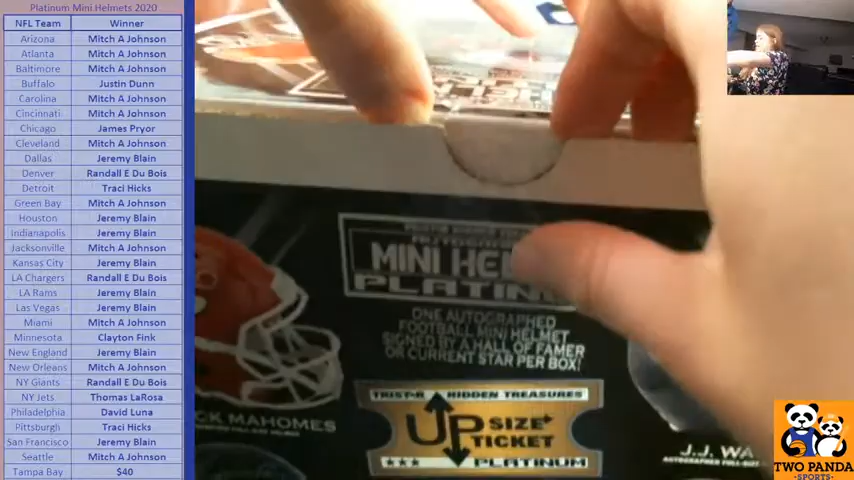 Platinum Mini Helmets 2020
NFL Team Winner
Arizona Mitch A Johnson
Atlanta Mitch A Johnson
Baltimore Mitch A Johnson
Buffalo Justin Dunn
Carolina Mitch A Johnson
Cincinnati Mitch A Johnson
Chicago James Pryor
Cleveland Mitch A Johnson
Dallas Jeremy Blain
Denver Randall E Du Bois
Detroit Traci Hicks
Green Bay Mitch A Johnson
Houston Jeremy Blain
Indianapolis Jeremy Blain
Jacksonville Mitch A Johnson
Kansas City Jeremy Blain
LA Chargers Randall E Du Bois
LA Rams Jeremy Blain
Las Vegas Jeremy Blain
Miami Mitch A Johnson
Minnesota Clayton Fink
New England Jeremy Blain
New Orleans Mitch A Johnson
NY Giants Randall E Du Bois
NY Jets Thomas LaRosa
Philadelphia David Luna
Pittsburgh Traci Hicks
San Francisco Jeremy Blain
Seattle Mitch A Johnson
Tampa Bay $40
MINI
PLATIN
ONE AUTOGRAPHED
FOOTBALL MINI HELMET
SIGNED BY A HALL OF FAMER
OR CURRENT STAR PER BOX!
CK MAHOMES
TRISTAR HIDDEN TREASURES
UP SIZE
TICKET
PLATINUM
J.J. WA
TWO PANDA
SPORTS